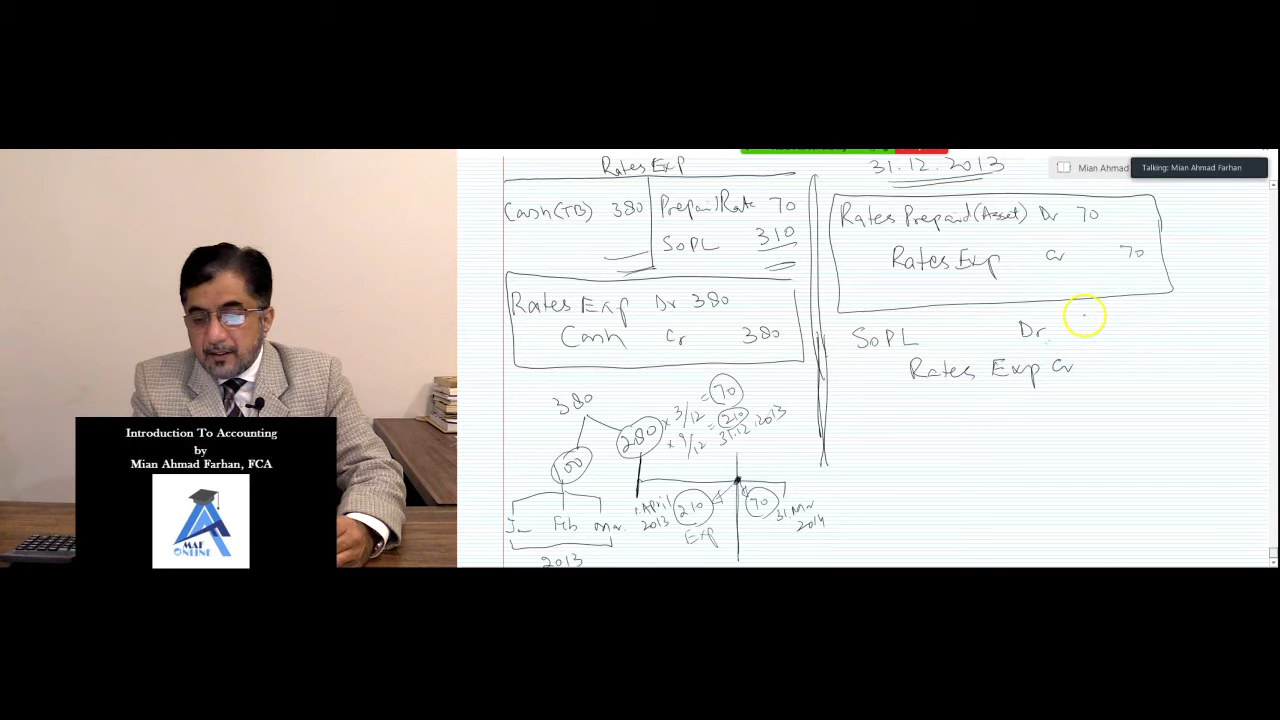 Introduction To Accounting
by
Mian Ahmad Farhan, FCA
MAF
ONLINE
Rates Exp
Cash (TB) 380
Prepaid Rate 70
SoPL 310
Rates Exp Dr 380
Cash Cr 380
380
100
280 × 3/12 = 70
× 9/12 = 210
31.12.2013
Jan Feb Mar.
2013
1.April
2013
210
Exp
70
31 Mar
2014
31.12.2013
Mian Ahmad
Talking: Mian Ahmad Farhan
Rates Prepaid (Asset) Dr 70
Rates Exp Cr 70
SoPL Dr
Rates Exp Cr